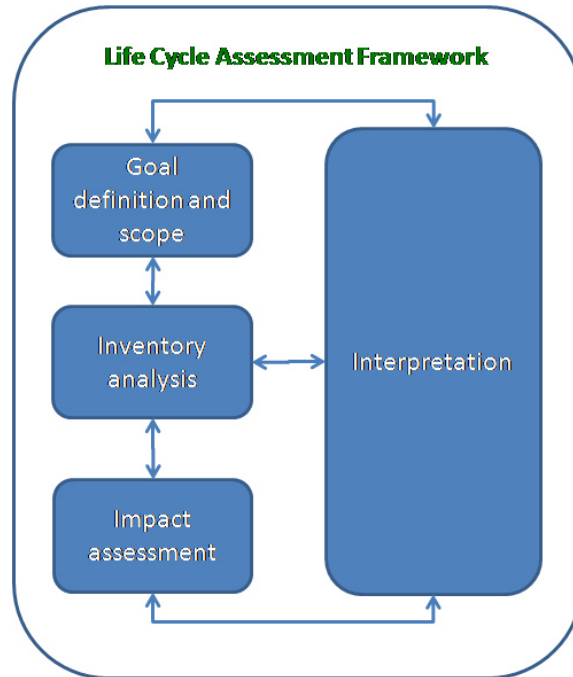 Life Cycle Assessment Framework
Goal
definition and
scope
Inventory
analysis
Interpretation
Impact
assessment